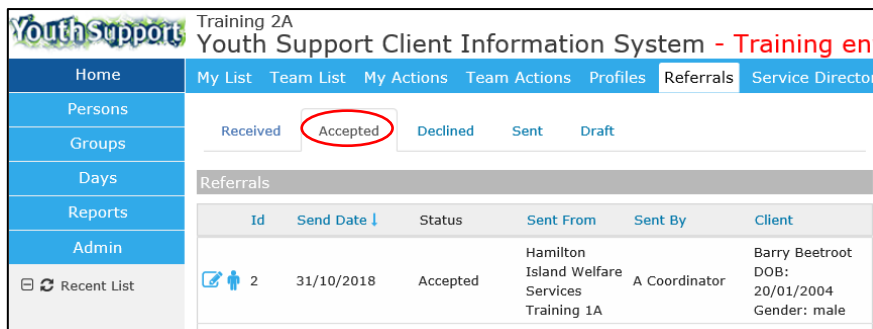 YouthSupport
Training 2A
Youth Support Client Information System - Training en
Home
My List Team List My Actions Team Actions Profiles Referrals Service Director
Persons
Groups
Days
Reports
Admin
Recent List
Received Accepted Declined Sent Draft
Referrals
Id Send Date Status Sent From Sent By Client
2 31/10/2018 Accepted
Hamilton
Island Welfare
Services
Training 1A
A Coordinator
Barry Beetroot
DOB:
20/01/2004
Gender: male